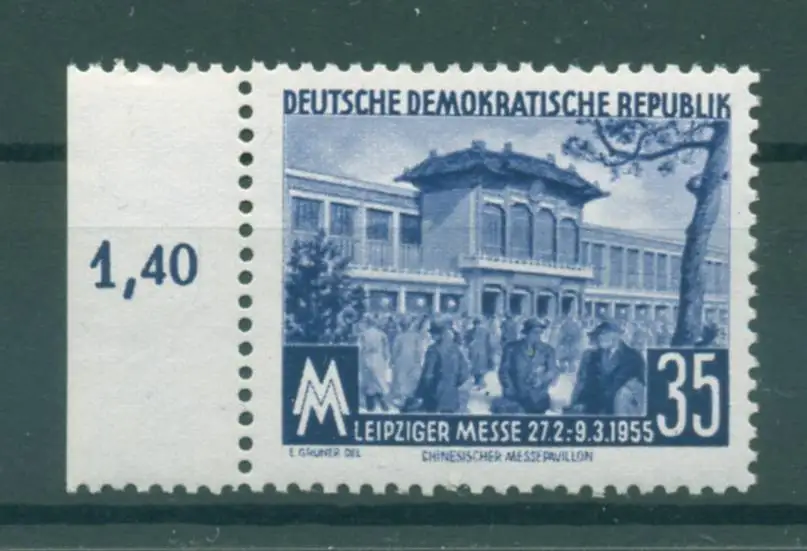 DEUTSCHE DEMOKRATISCHE REPUBLIK
1,40
MM
35
LEIPZIGER MESSE 27.2.-9.3.1955
E. GRUNER DEL.
CHINESISCHER MESSEPAVILLON